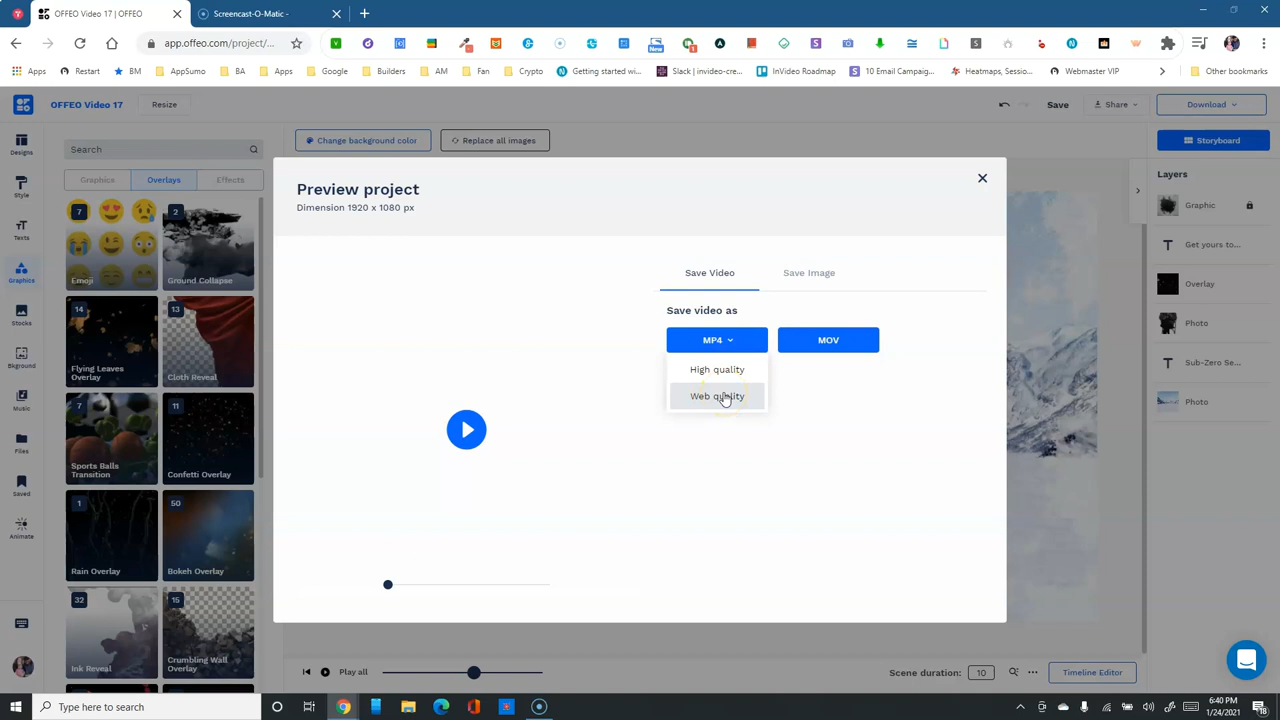 OFFEO Video 17 | OFFEO
Screencast-O-Matic -
app.offeo.com/project/...
New
Apps
Restart
BM
AppSumo
BA
Apps
Google
Builders
AM
Fan
Crypto
Getting started wi...
Slack | invideo-cre...
InVideo Roadmap
10 Email Campaig...
Heatmaps, Sessio...
Webmaster VIP
Other bookmarks
OFFEO Video 17
Resize
Save
Share
Download
Designs
Style
Texts
Graphics
Stocks
Bkground
Music
Files
Saved
Animate
Search
Graphics
Overlays
Effects
7
Emoji
2
Ground Collapse
14
Flying Leaves
Overlay
13
Cloth Reveal
7
Sports Balls
Transition
11
Confetti Overlay
1
Rain Overlay
50
Bokeh Overlay
32
Ink Reveal
15
Crumbling Wall
Overlay
Change background color
Replace all images
Preview project
Dimension 1920 x 1080 px
Save Video
Save Image
Save video as
MP4
MOV
High quality
Web quality
Storyboard
Layers
Graphic
Get yours to...
Overlay
Photo
Sub-Zero Se...
Photo
Play all
Scene duration:
10
Timeline Editor
Type here to search
6:40 PM
1/24/2021
18